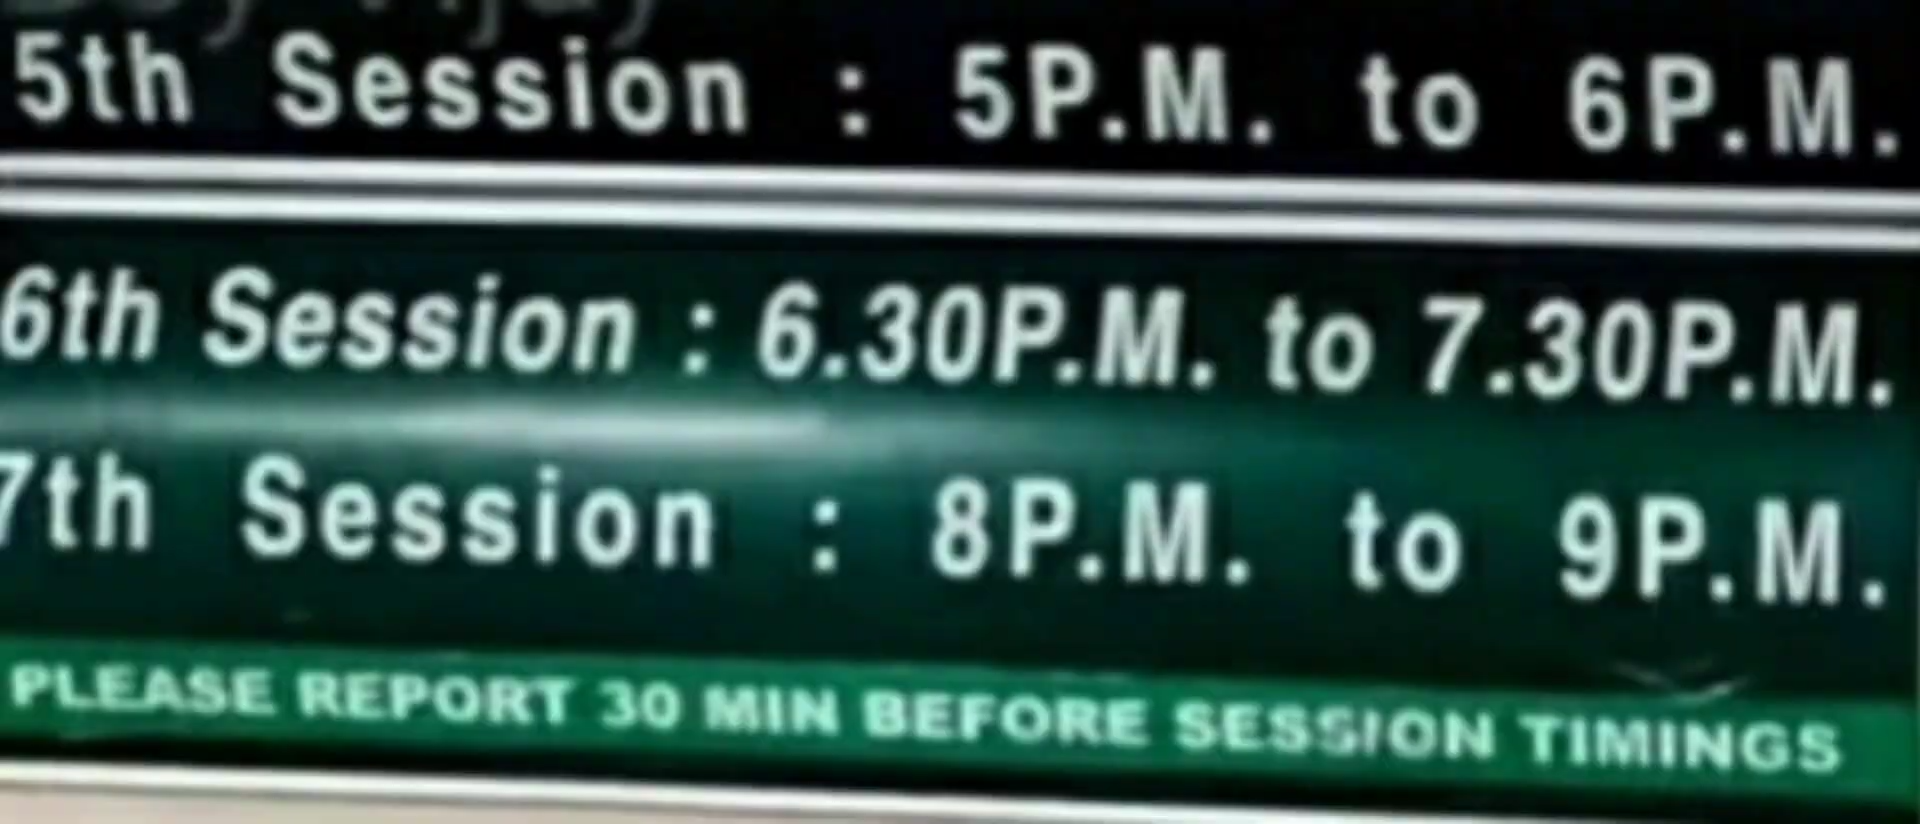 5th Session : 5P.M. to 6P.M.
6th Session : 6.30P.M. to 7.30P.M.
7th Session : 8P.M. to 9P.M.
PLEASE REPORT 30 MIN BEFORE SESSION TIMINGS